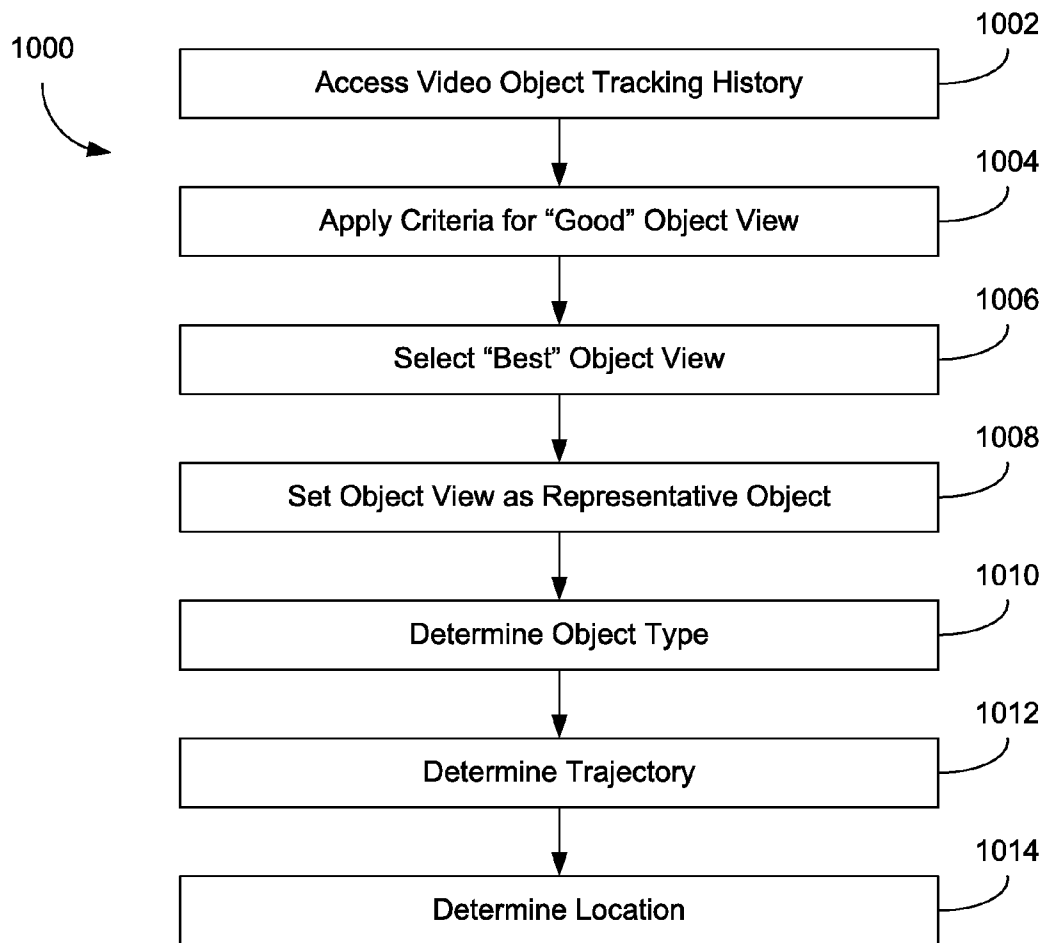 1000
1002
Access Video Object Tracking History
1004
Apply Criteria for “Good” Object View
1006
Select “Best” Object View
1008
Set Object View as Representative Object
1010
Determine Object Type
1012
Determine Trajectory
1014
Determine Location